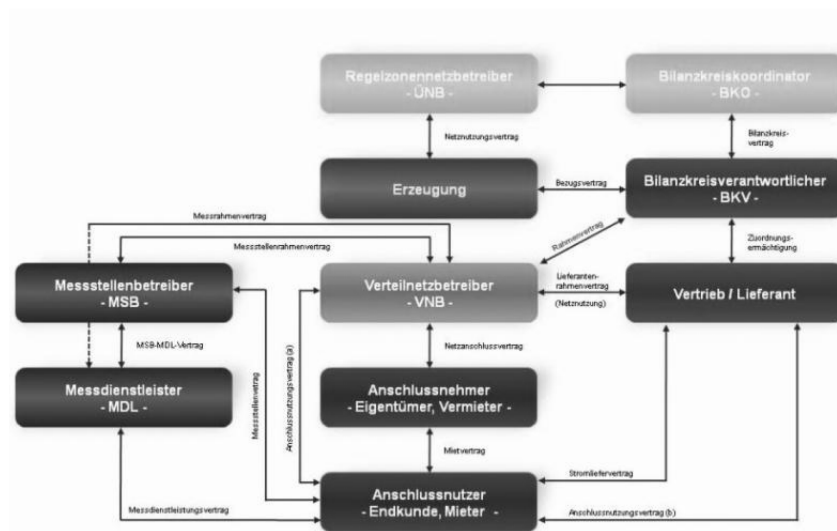 Regelzonennetzbetreiber
- ÜNB -
Bilanzkreiskoordinator
- BKO -
Netznutzungsvertrag
Bilanzkreis-
vertrag
Erzeugung
Bezugsvertrag
Bilanzkreisverantwortlicher
- BKV -
Messrahmenvertrag
Messstellenrahmenvertrag
Rahmenvertrag
Zuordnungs-
ermächtigung
Messstellenbetreiber
- MSB -
Verteilnetzbetreiber
- VNB -
Lieferanten-
rahmenvertrag
(Netznutzung)
Vertrieb / Lieferant
MSB-MDL-Vertrag
Messstellenvertrag
Anschlussnutzungsvertrag (a)
Netzanschlussvertrag
Messdienstleister
- MDL -
Anschlussnehmer
- Eigentümer, Vermieter -
Mietvertrag
Stromliefervertrag
Messdienstleistungsvertrag
Anschlussnutzer
- Endkunde, Mieter -
Anschlussnutzungsvertrag (b)